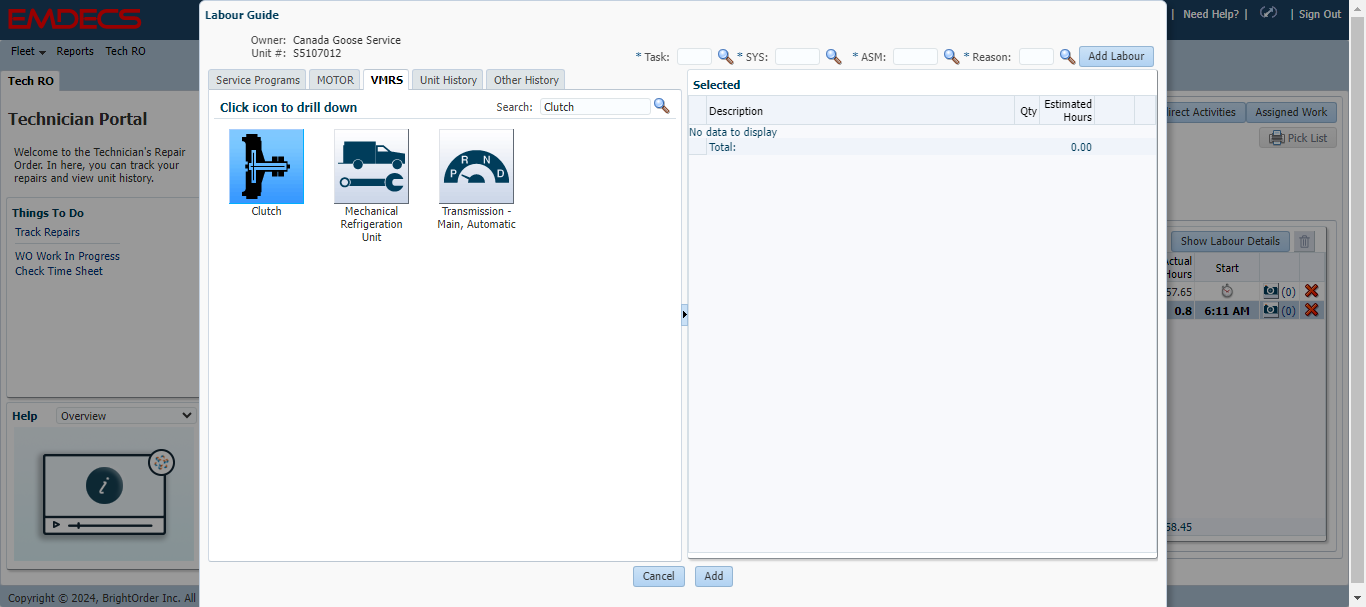 EMDECS
Need Help? |
| Sign Out
Fleet
Reports
Tech RO
Tech RO
Technician Portal
Welcome to the Technician's Repair
Order. In here, you can track your
repairs and view unit history.
Things To Do
Track Repairs
WO Work In Progress
Check Time Sheet
Help
Overview
Copyright © 2024, BrightOrder Inc. All
Labour Guide
Owner: Canada Goose Service
Unit #: S5107012
* Task:
* SYS:
* ASM:
* Reason:
Add Labour
Service Programs
MOTOR
VMRS
Unit History
Other History
Click icon to drill down
Search: Clutch
P R N D
Clutch
Mechanical
Refrigeration
Unit
Transmission -
Main, Automatic
Selected
Description
Qty
Estimated
Hours
No data to display
Total:
0.00
Cancel
Add
irect Activities
Assigned Work
Pick List
Show Labour Details
ctual
Hours
Start
57.65
(0)
0.8
6:11 AM
(0)
58.45